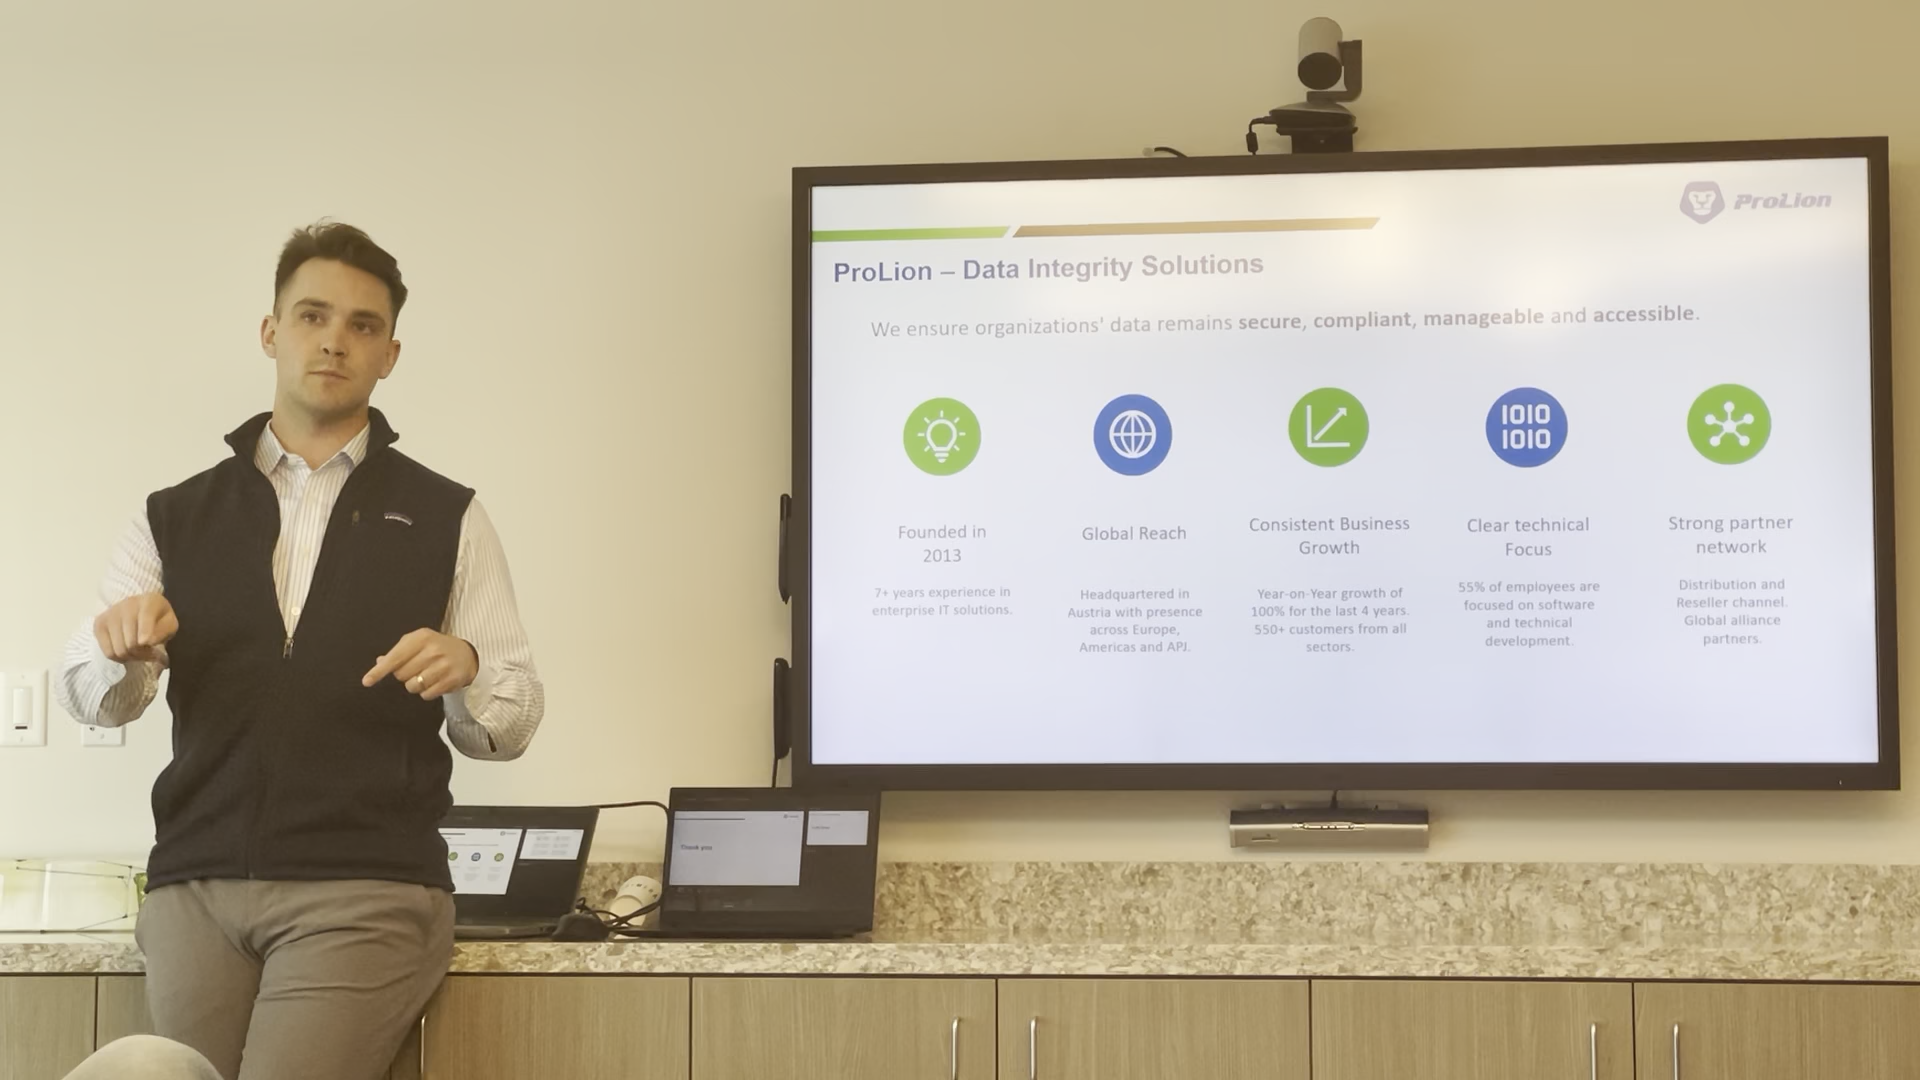 ProLion
ProLion – Data Integrity Solutions
We ensure organizations' data remains secure, compliant, manageable and accessible.
1010
1010
Founded in
2013
7+ years experience in
enterprise IT solutions.
Global Reach
Headquartered in
Austria with presence
across Europe,
Americas and APJ.
Consistent Business
Growth
Year-on-Year growth of
100% for the last 4 years.
550+ customers from all
sectors.
Clear technical
Focus
55% of employees are
focused on software
and technical
development.
Strong partner
network
Distribution and
Reseller channel.
Global alliance
partners.
Thank you